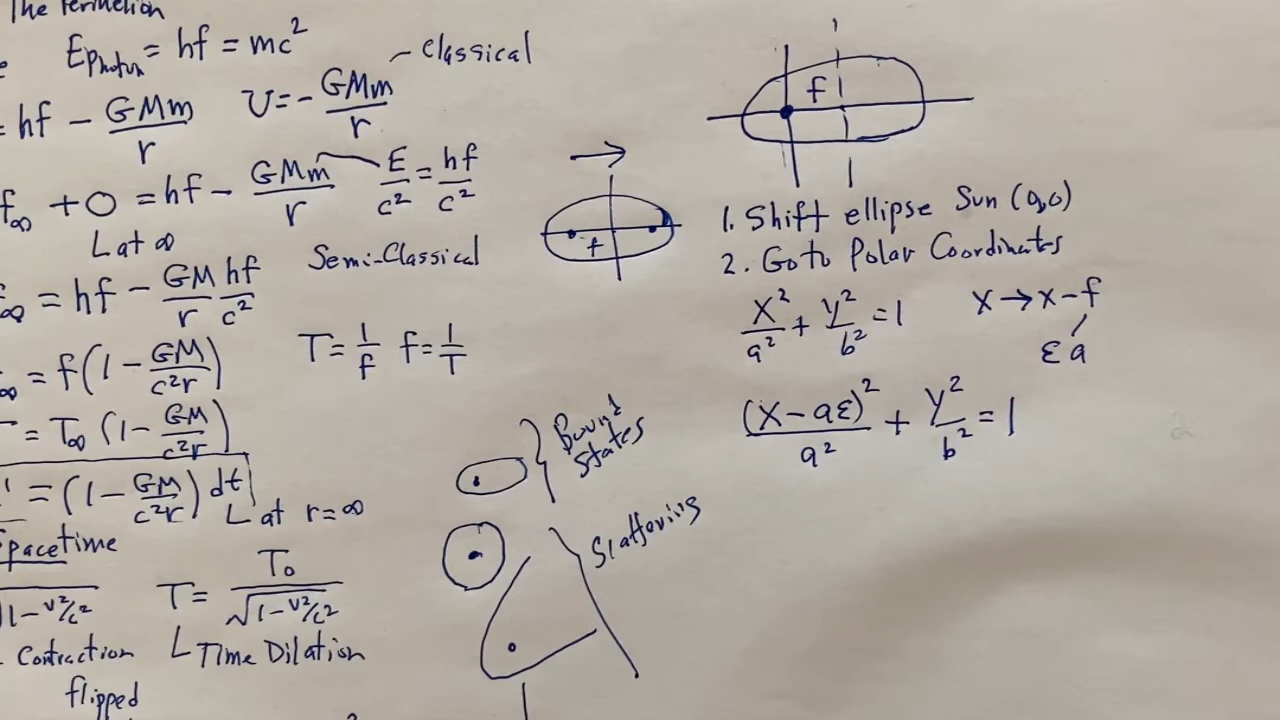 The
E_Photon = hf = mc²
- Classical
= hf - GMm/r
U = - GMm/r
f∞ + 0 = hf - GMm/r
E/c² = hf/c²
L at ∞
Semi-Classical
= hf - GM/r hf/c²
∞ = f(1 - GM/c²r)
T = 1/f f = 1/T
= T∞ (1 - GM/c²r)
= (1 - GM/c²r) dt
L at r = ∞
Spacetime
√1 - v²/c²
T = T₀/√1 - v²/c²
Contraction
L Time Dilation
flipped
f
f
Bound
States
Scattering
1. Shift ellipse Sun (0,0)
2. Go to Polar Coordinates
x²/a² + y²/b² = 1
x → x - f
εa
(x - aε)²/a² + y²/b² = 1